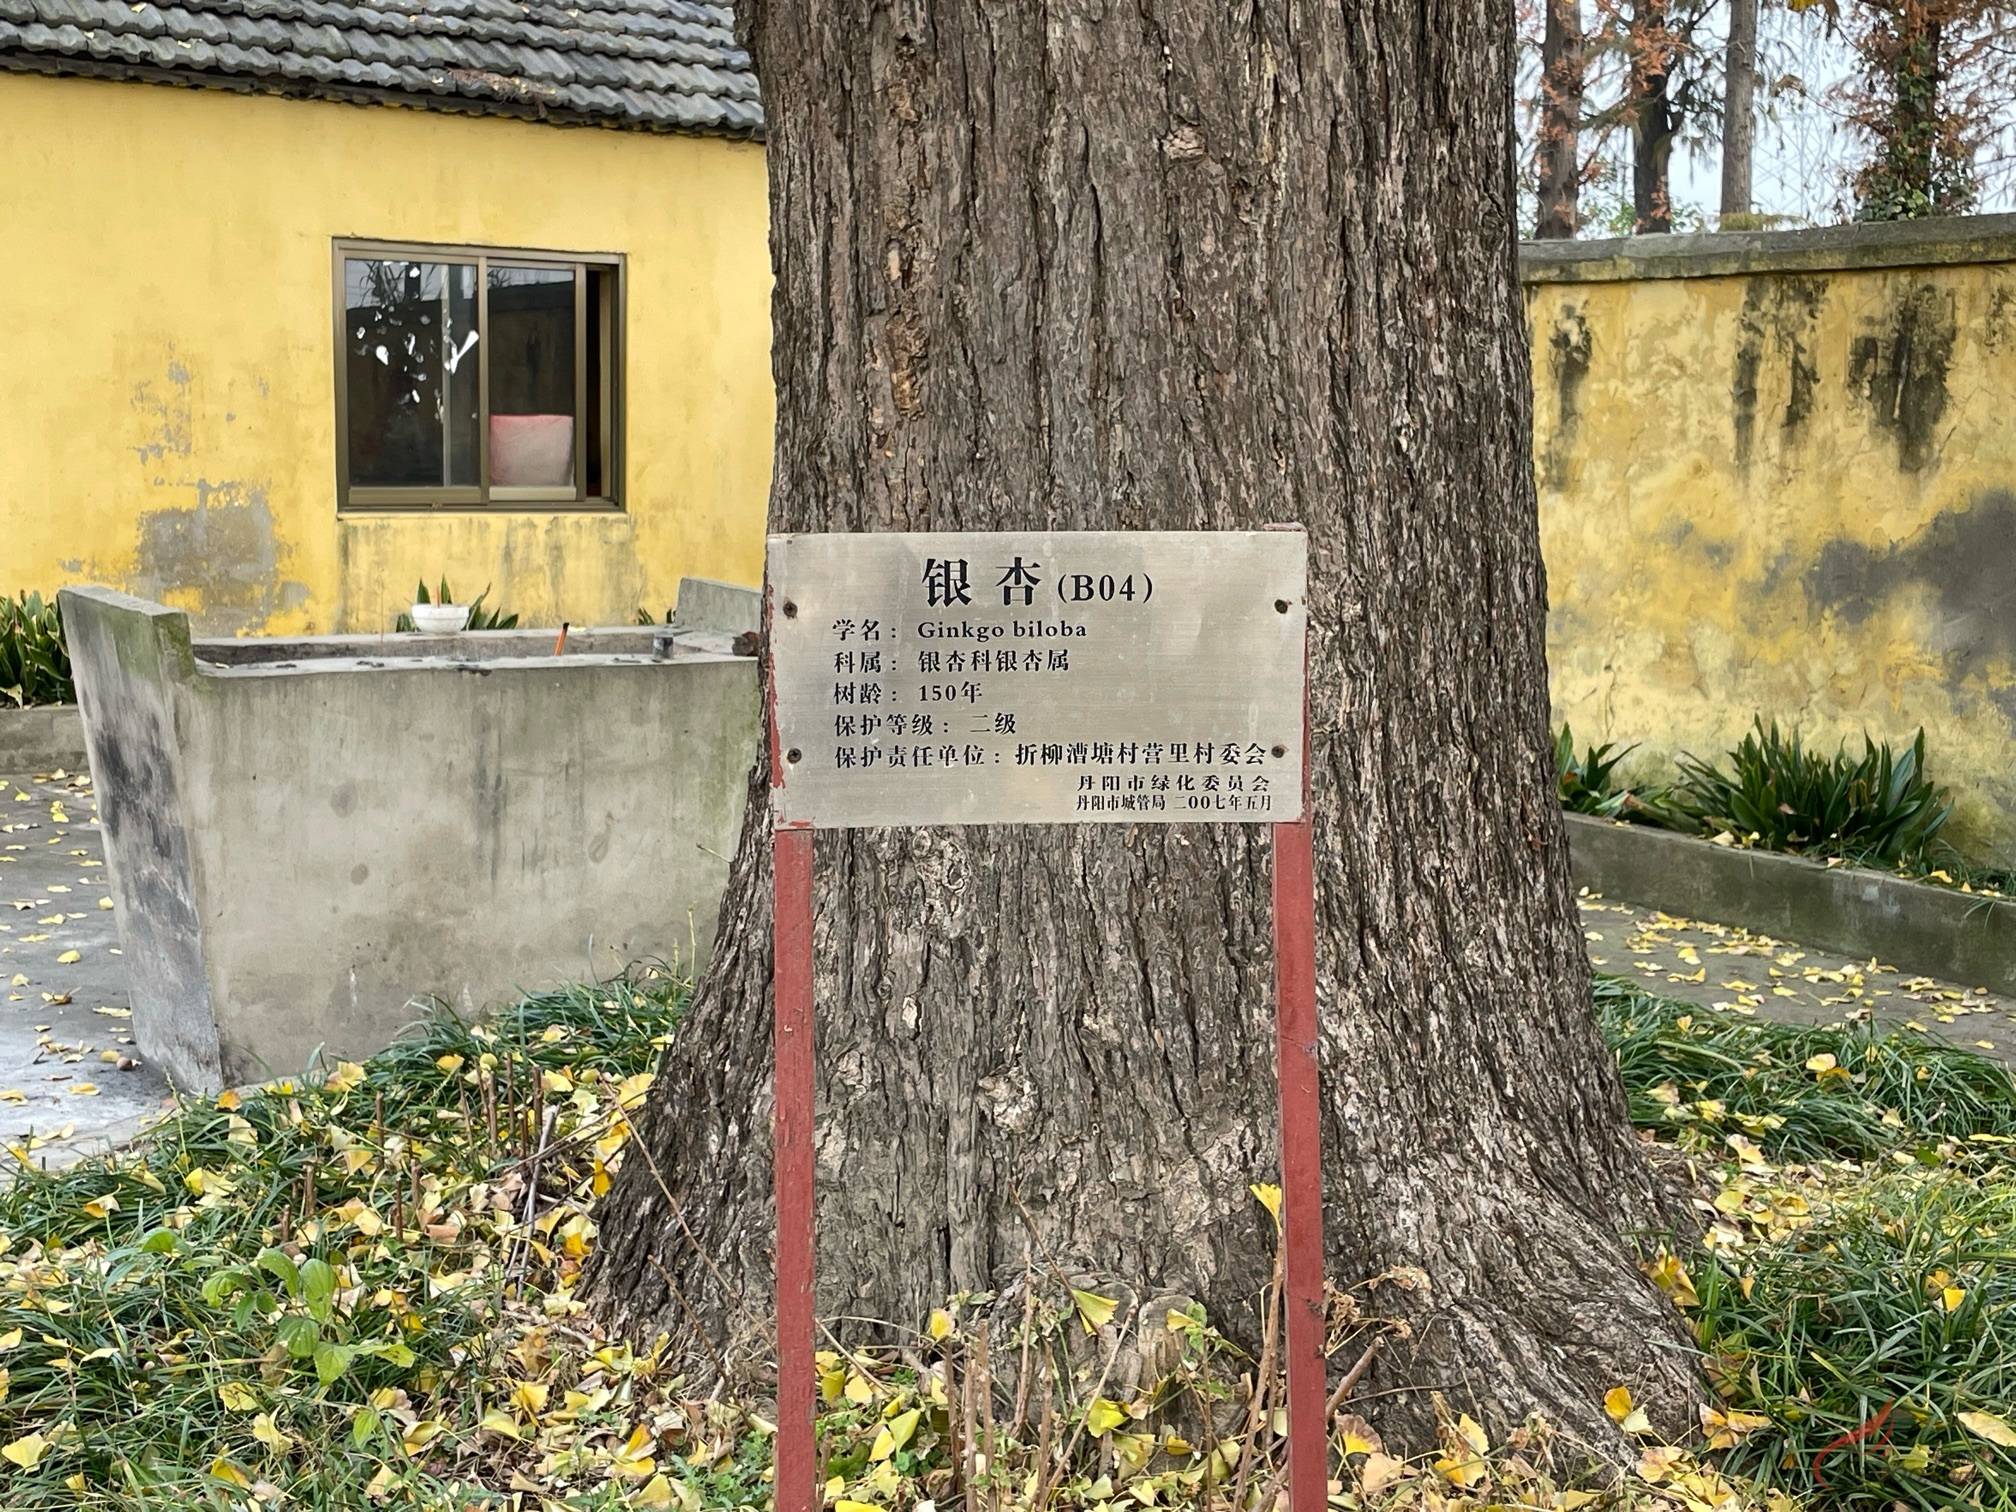 银杏(B04)
学名：Ginkgo biloba
科属：银杏科银杏属
树龄：150年
保护等级：二级
保护责任单位：折柳漕塘村营里村委会
丹阳市绿化委员会
丹阳市城管局 二00七年五月